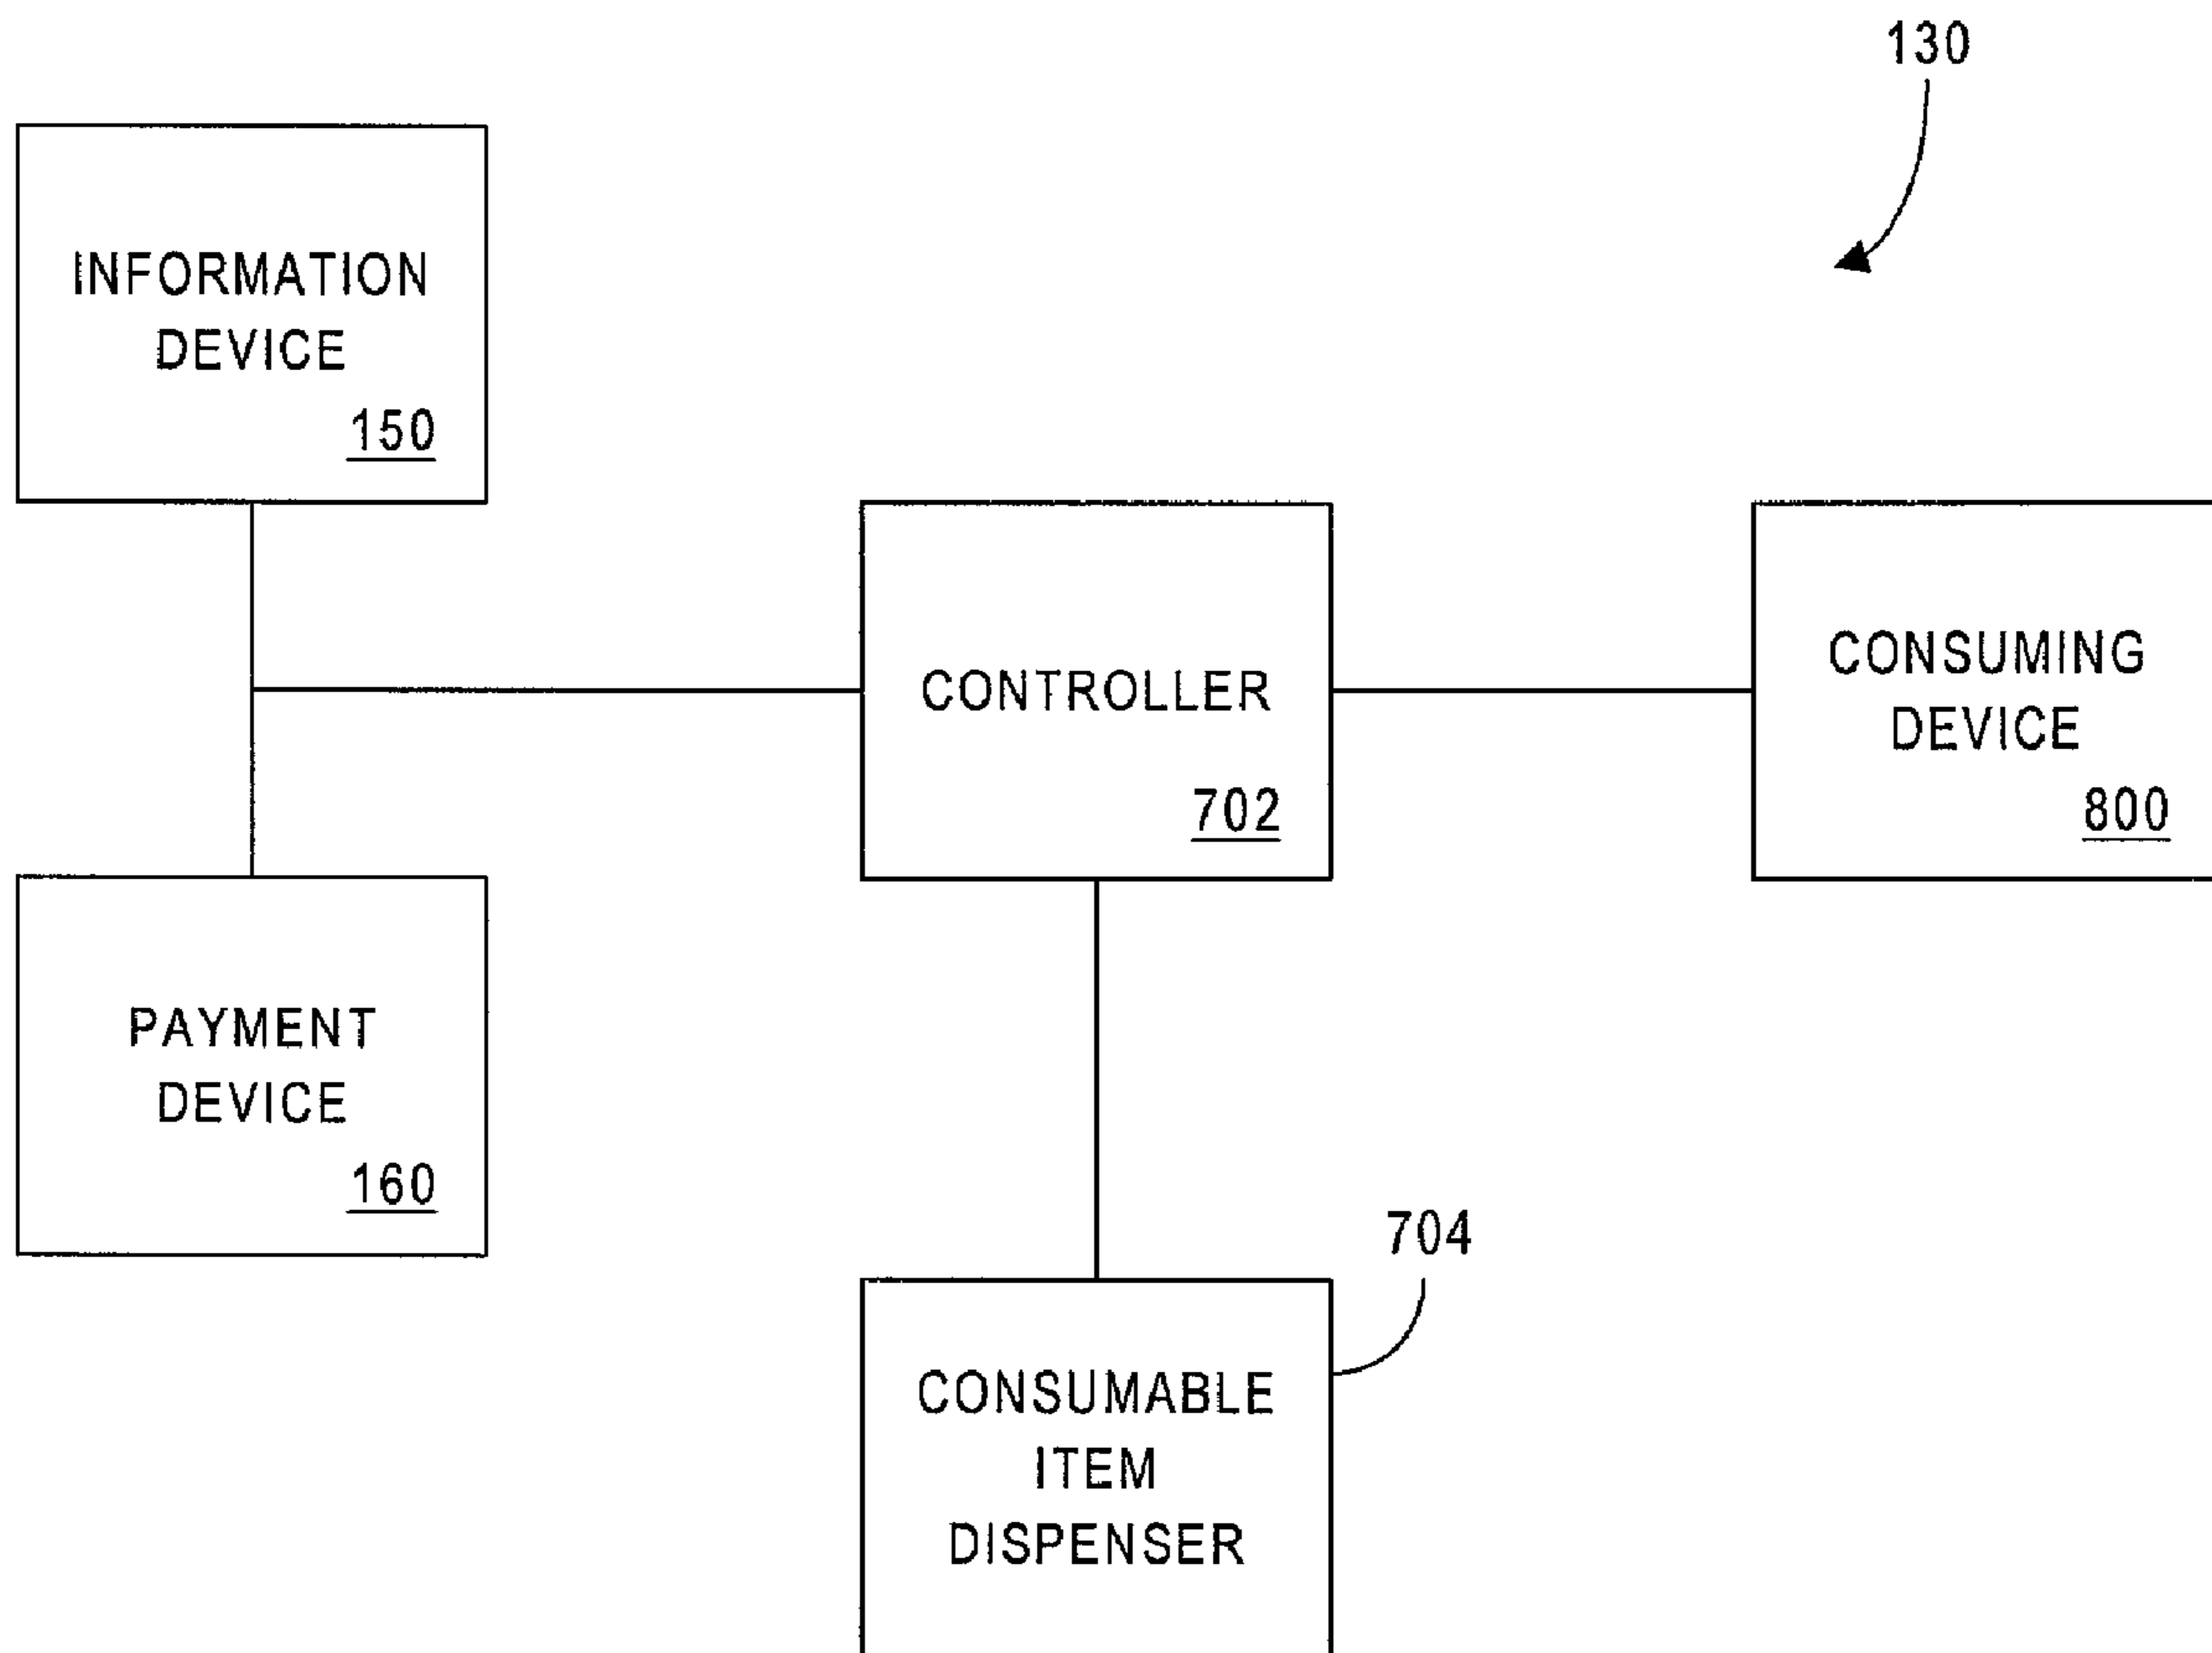 130
INFORMATION
DEVICE
150
CONTROLLER
702
CONSUMING
DEVICE
800
PAYMENT
DEVICE
160
704
CONSUMABLE
ITEM
DISPENSER